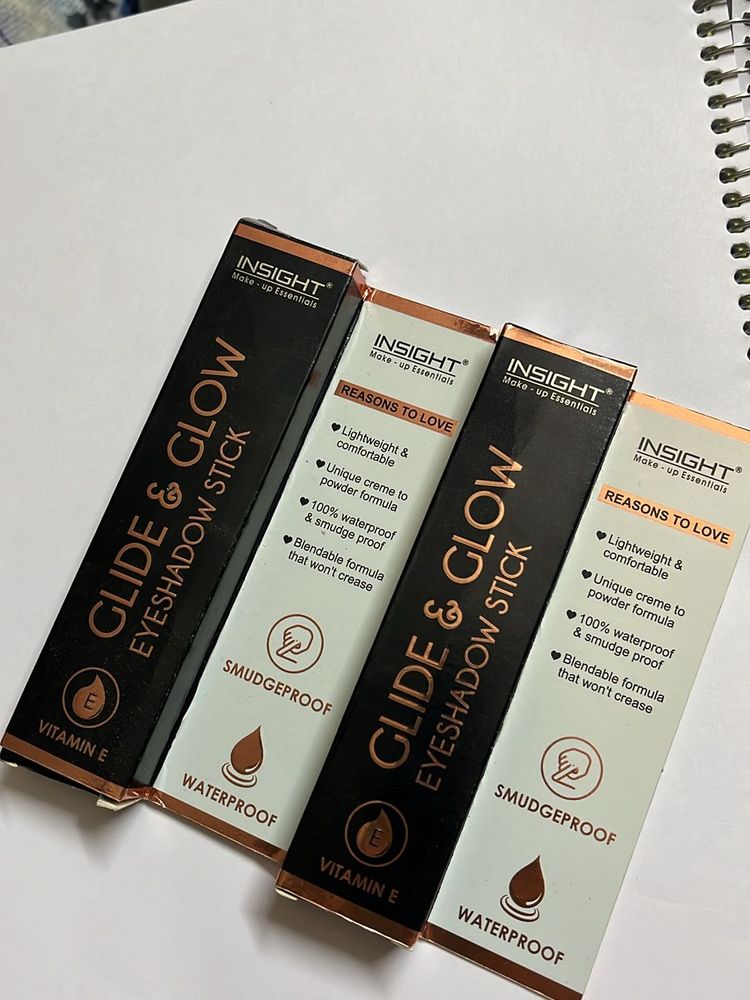 INSIGHT®
Make - up Essentials
GLIDE & GLOW
EYESHADOW STICK
E
VITAMIN E
INSIGHT®
Make - up Essentials
REASONS TO LOVE
Lightweight &
comfortable
Unique creme to
powder formula
100% waterproof
& smudge proof
Blendable formula
that won't crease
SMUDGEPROOF
WATERPROOF
INSIGHT®
Make - up Essentials
GLIDE & GLOW
EYESHADOW STICK
E
VITAMIN E
INSIGHT®
Make - up Essentials
REASONS TO LOVE
Lightweight &
comfortable
Unique creme to
powder formula
100% waterproof
& smudge proof
Blendable formula
that won't crease
SMUDGEPROOF
WATERPROOF